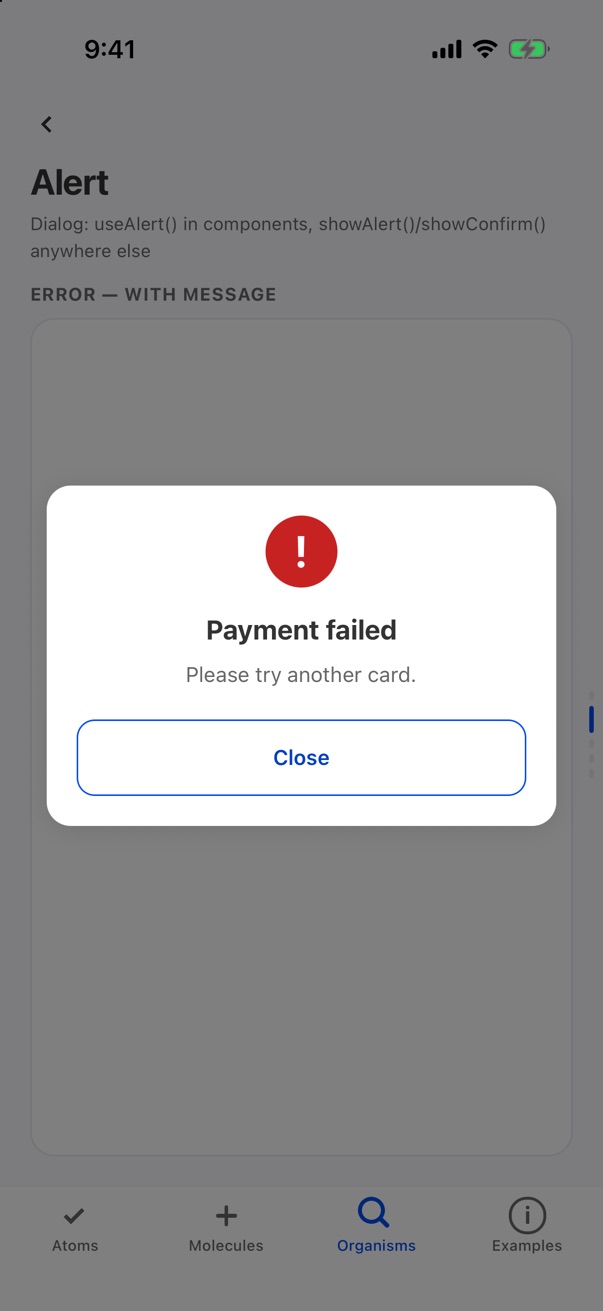 9:41
Alert
Dialog: useAlert() in components, showAlert()/showConfirm()
anywhere else
ERROR — WITH MESSAGE
!
Payment failed
Please try another card.
Close
Atoms
Molecules
Organisms
Examples